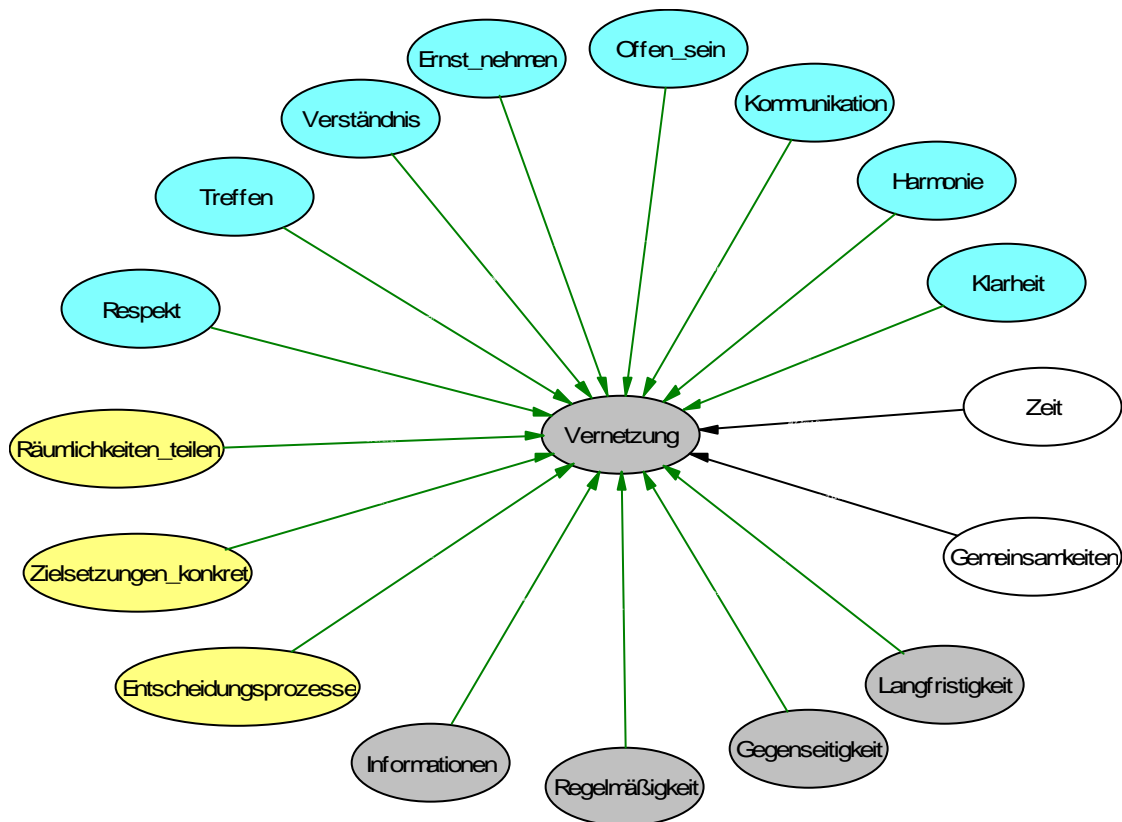 Offen_sein
Ernst_nehmen
Kommunikation
Verständnis
Harmonie
Treffen
Klarheit
Respekt
Zeit
Vernetzung
Räumlichkeiten_teilen
Gemeinsamkeiten
Zielsetzungen_konkret
Langfristigkeit
Entscheidungsprozesse
Gegenseitigkeit
Informationen
Regelmäßigkeit